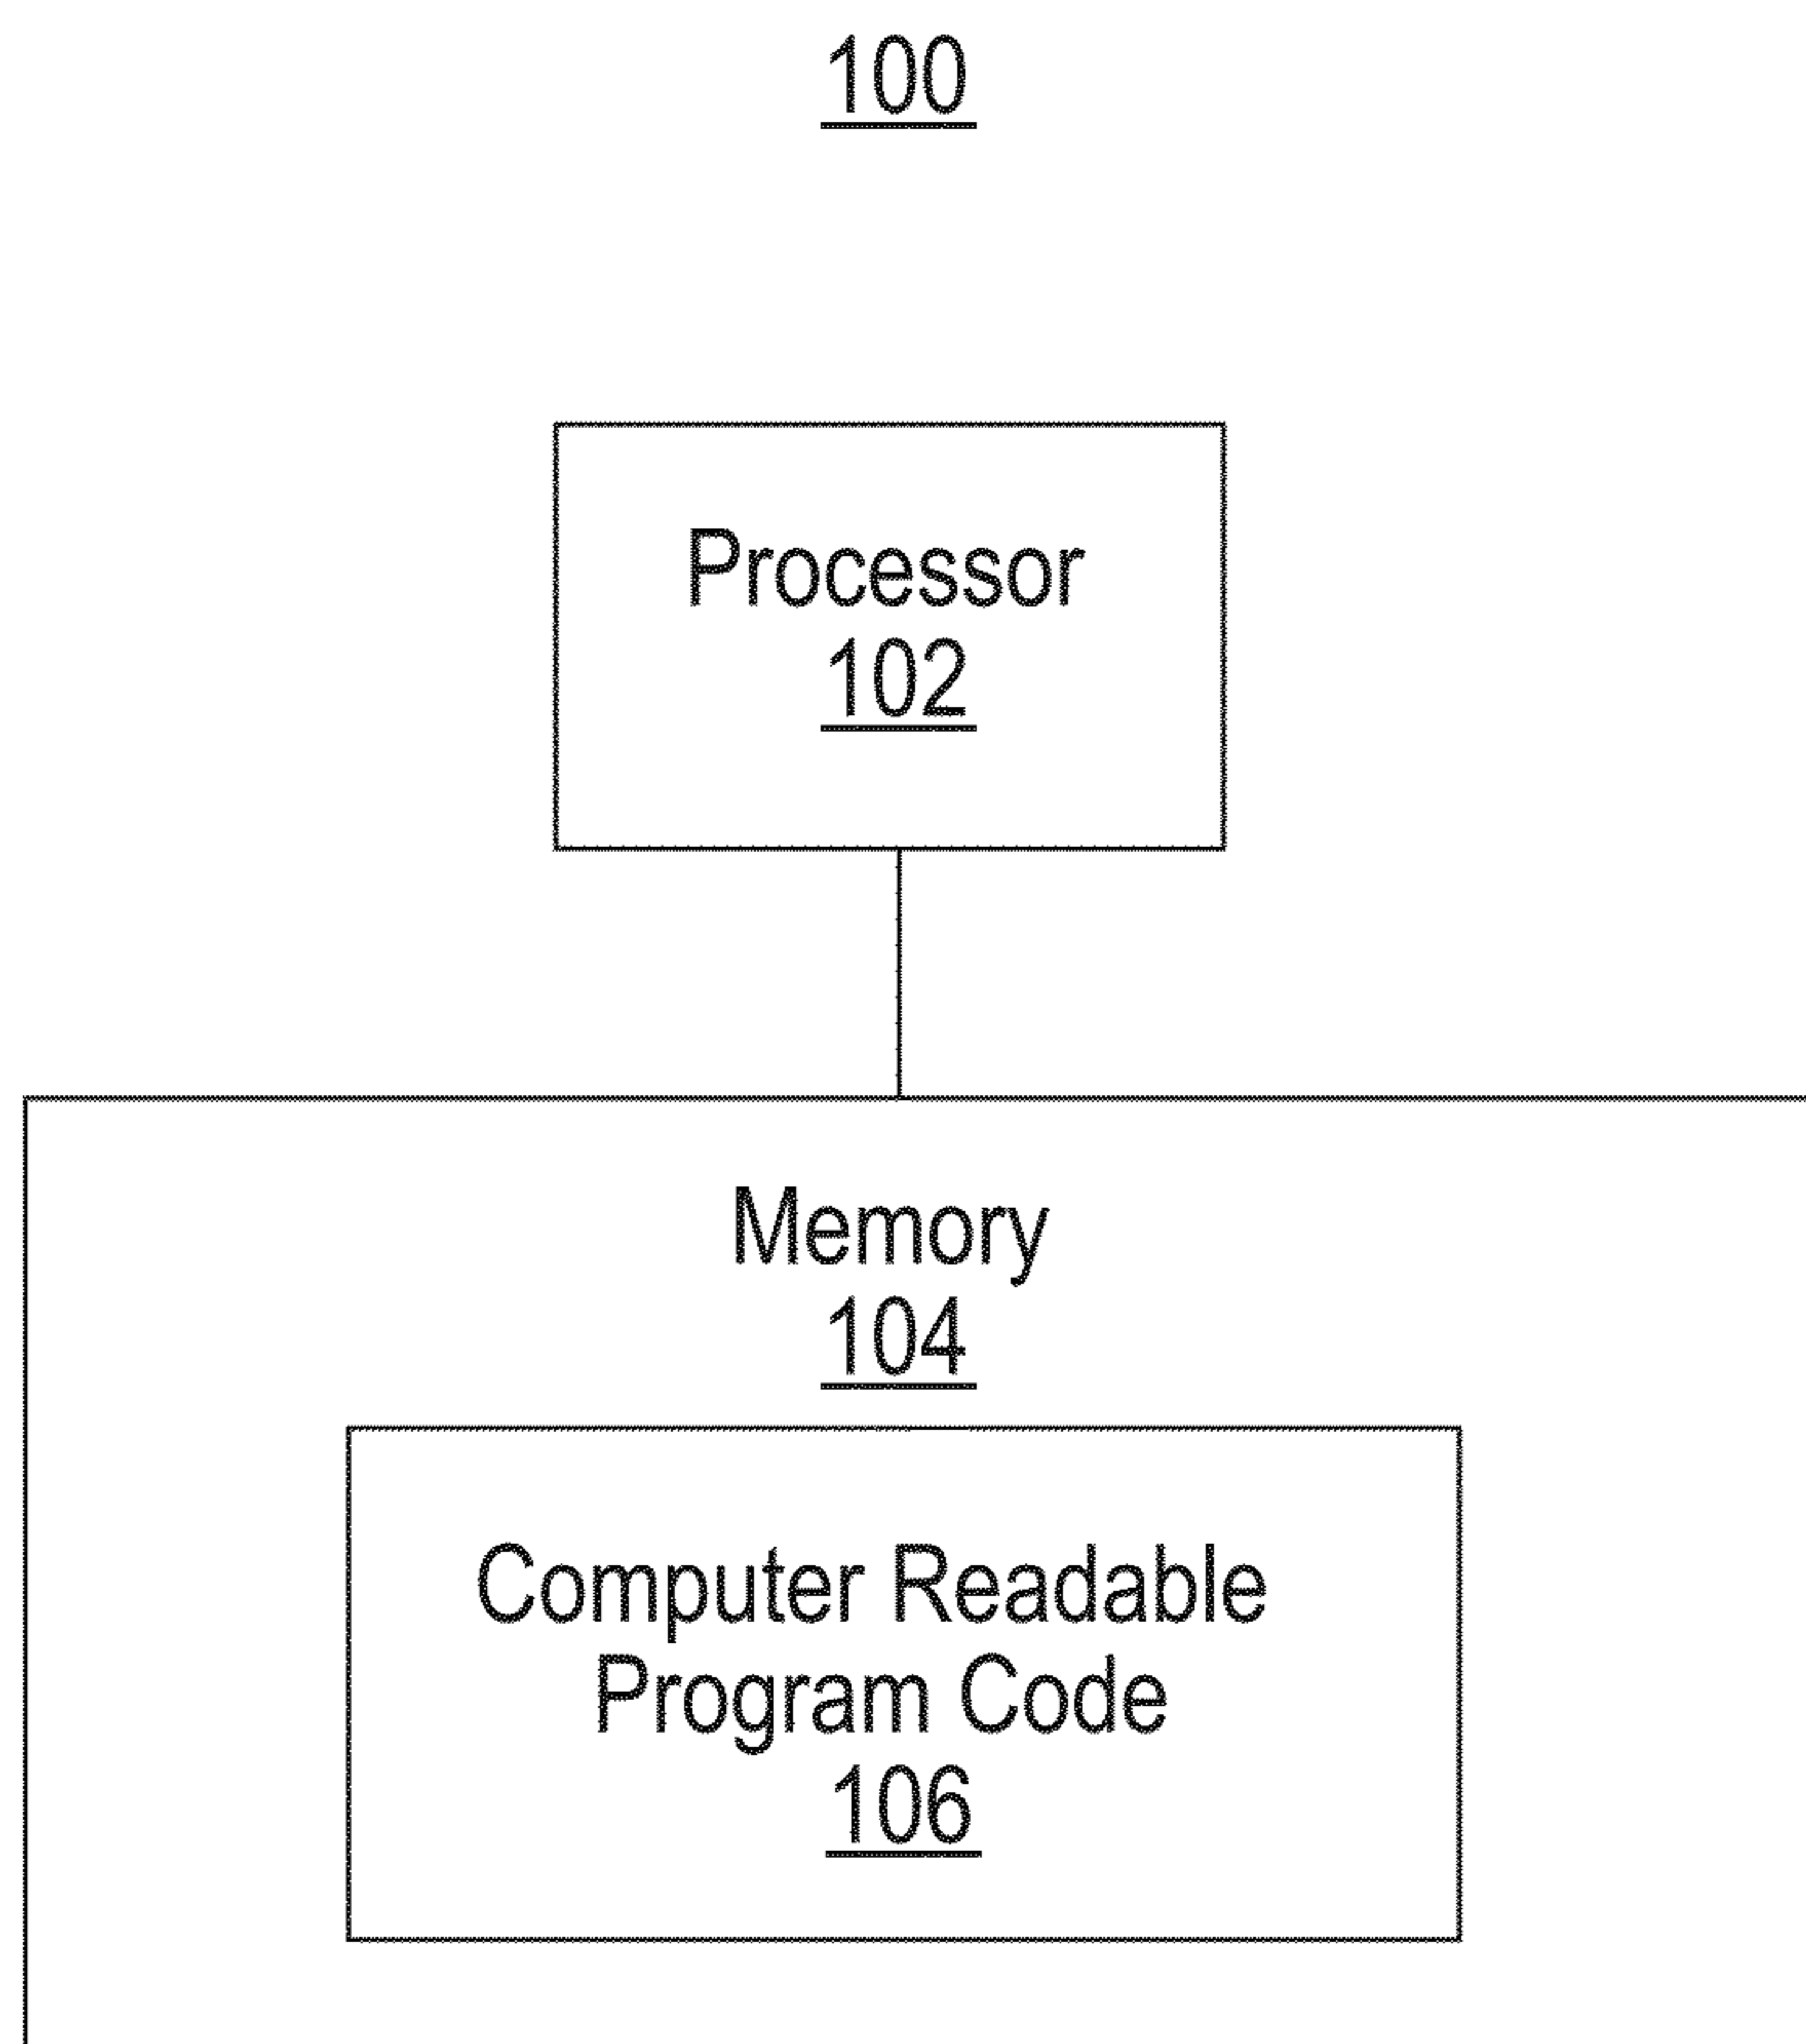 100
Processor
102
Memory
104
Computer Readable
Program Code
106